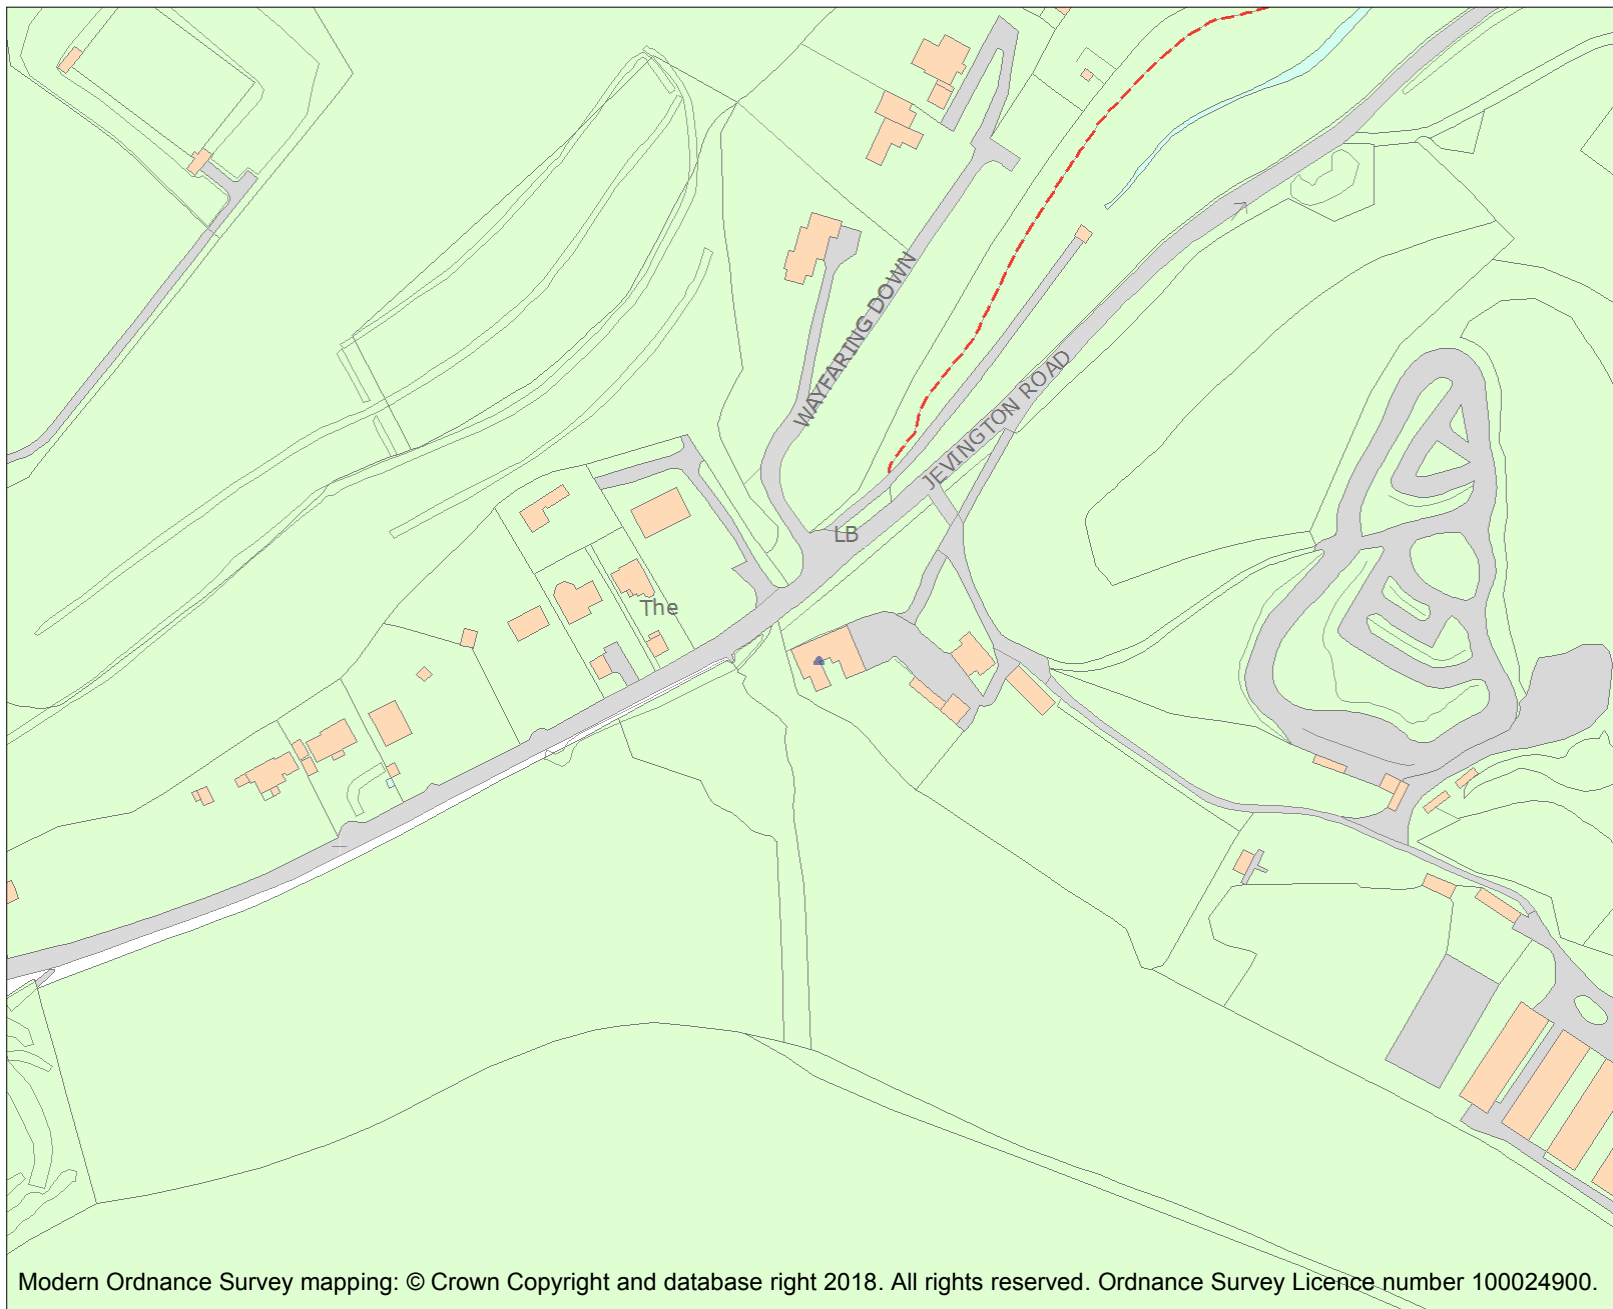 WAYFARING DOWN
JEVINGTON ROAD
LB
The
Modern Ordnance Survey mapping: © Crown Copyright and database right 2018. All rights reserved. Ordnance Survey Licence number 100024900.